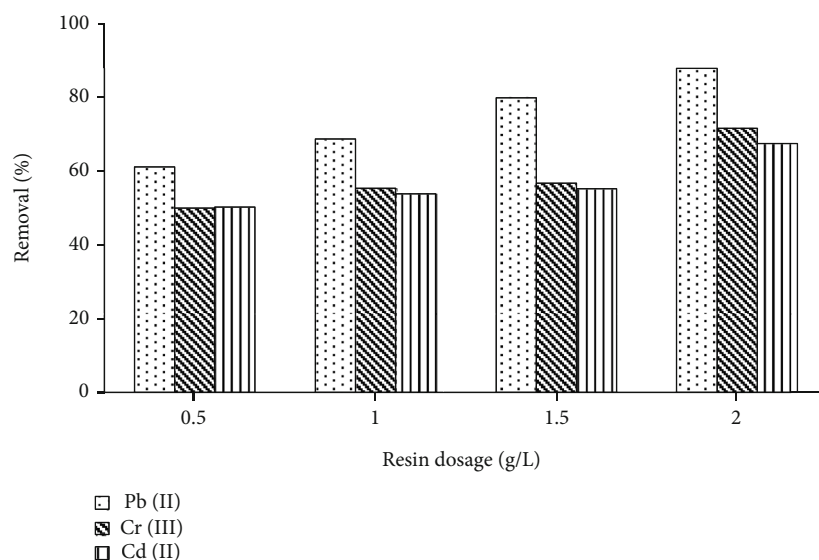 100
80
60
40
20
0
Removal (%)
0.5 1 1.5 2
Resin dosage (g/L)
Pb (II)
Cr (III)
Cd (II)